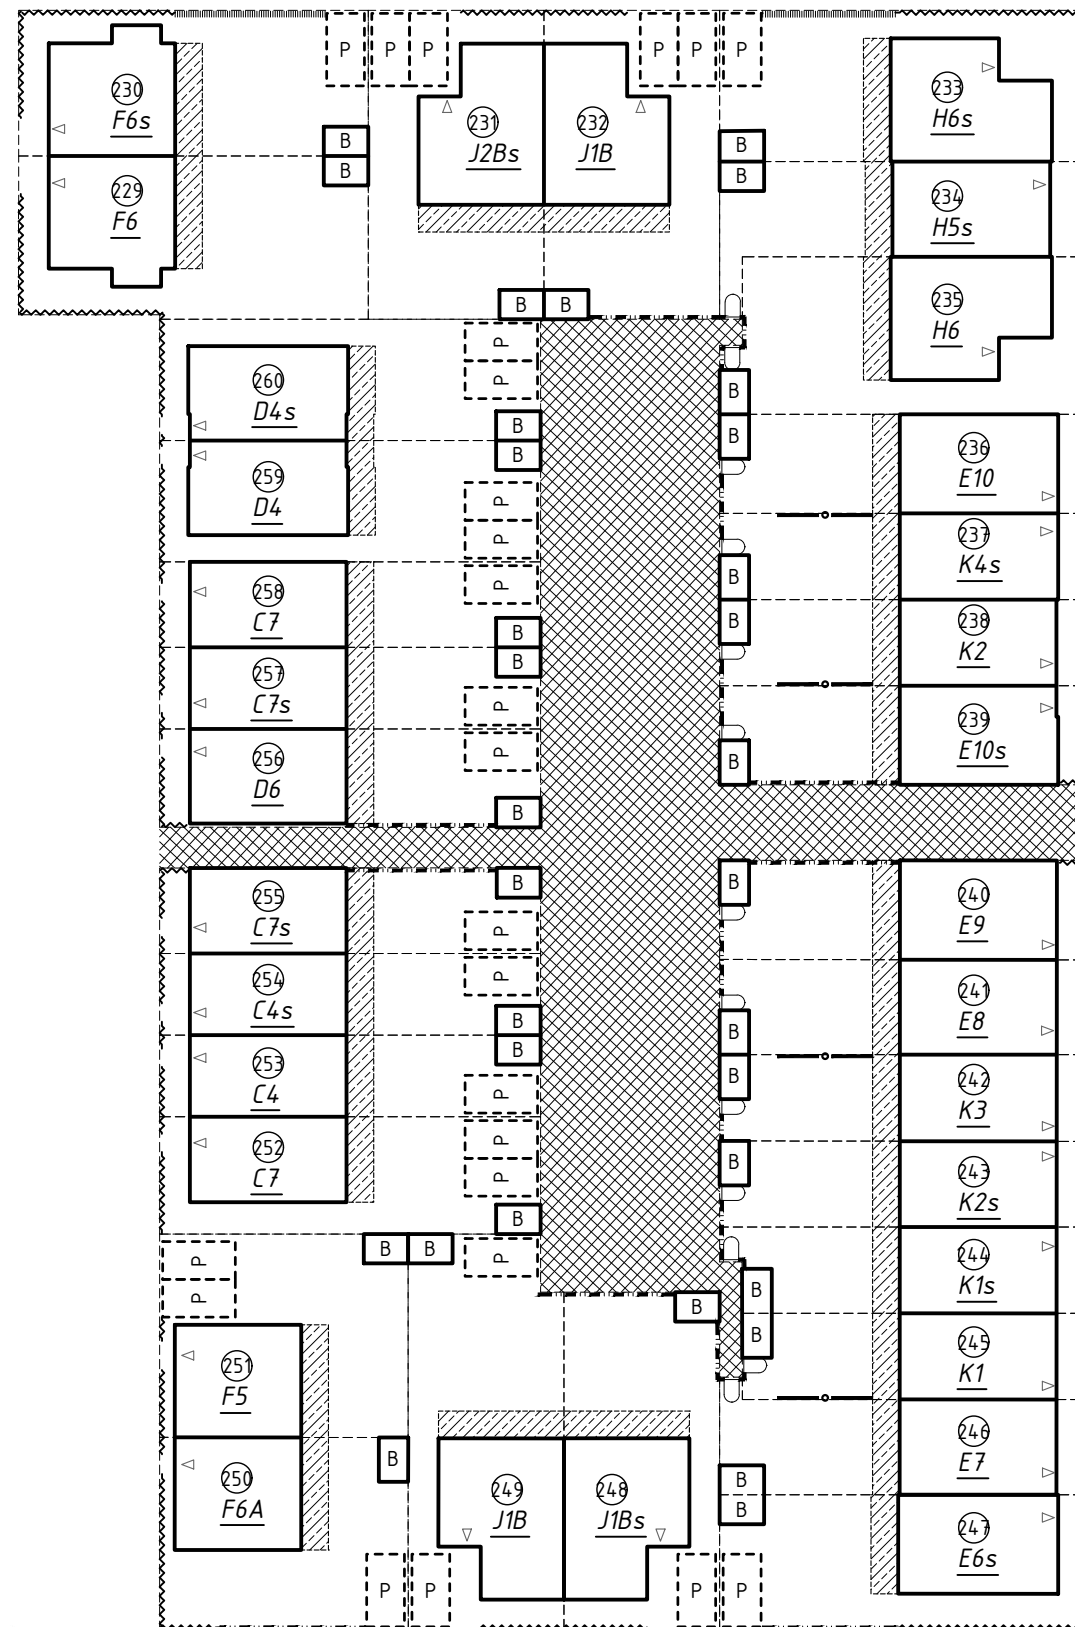 P P P P P P
230
F6s
229
F6
B
B
231
J2Bs
232
J1B
B
B
233
H6s
234
H5s
235
H6
B B
P
P
260
D4s
259
D4
B
B
B
B
P
P
P
236
E10
237
K4s
238
K2
239
E10s
258
C7
257
C7s
256
D6
B
B
B
B
P
P
B
B
255
C7s
254
C4s
253
C4
252
C7
B
P
P
B
B
P
P
P
B
P
B
B
B
B
240
E9
241
E8
242
K3
243
K2s
244
K1s
245
K1
246
E7
247
E6s
B B
P
P
B
B
B
251
F5
250
F6A
B
249
J1B
248
J1Bs
B
B
P P P P